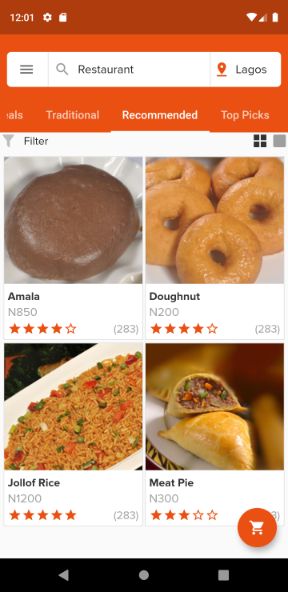 12:01
Restaurant
Lagos
eals
Traditional
Recommended
Top Picks
Filter
Amala
N850
(283)
Doughnut
N200
(283)
Jollof Rice
N1200
(283)
Meat Pie
N300
(283)